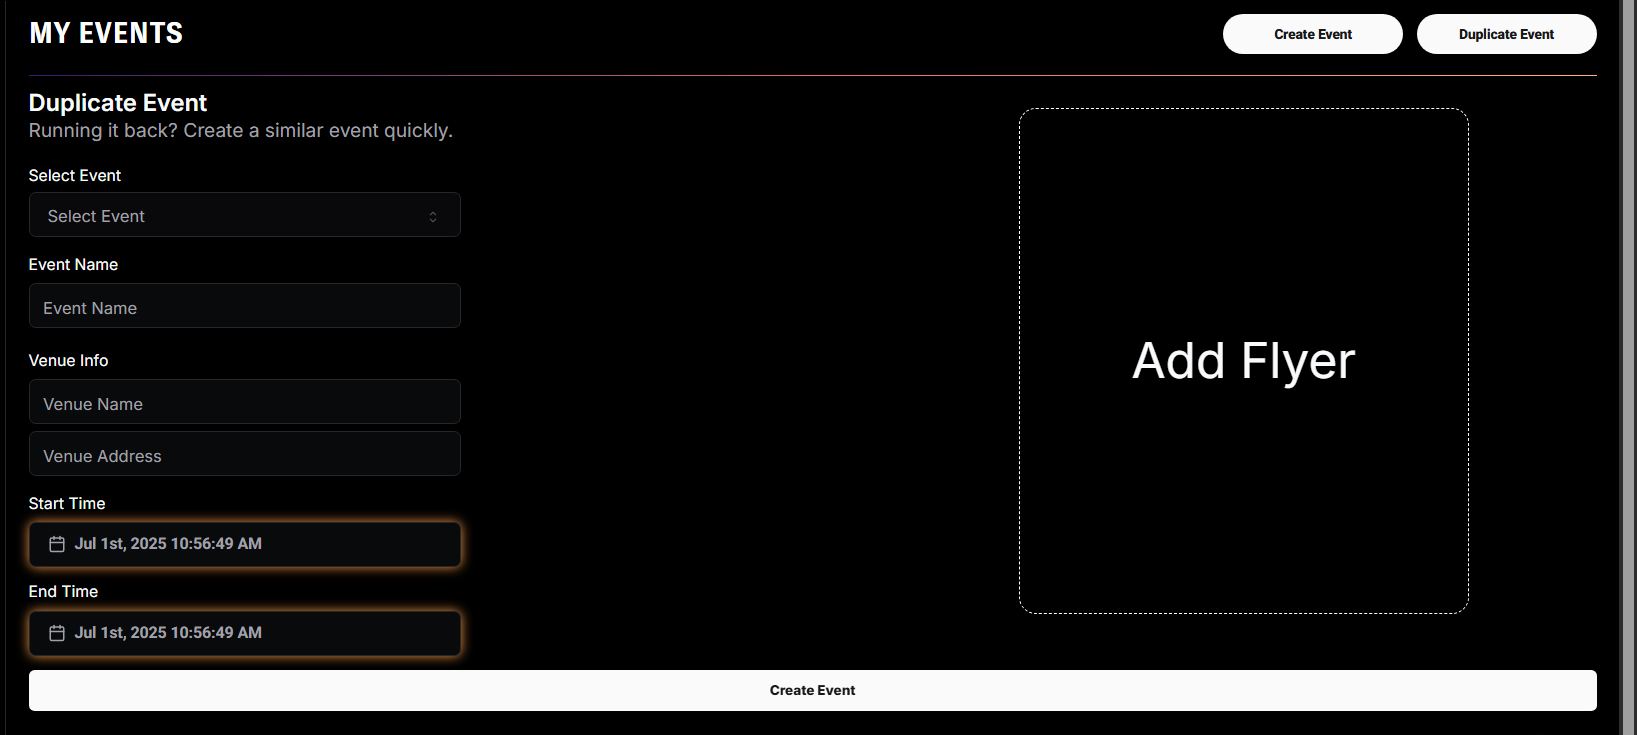 MY EVENTS
Create Event
Duplicate Event
Duplicate Event
Running it back? Create a similar event quickly.
Select Event
Select Event
Event Name
Event Name
Venue Info
Venue Name
Venue Address
Start Time
Jul 1st, 2025 10:56:49 AM
End Time
Jul 1st, 2025 10:56:49 AM
Add Flyer
Create Event